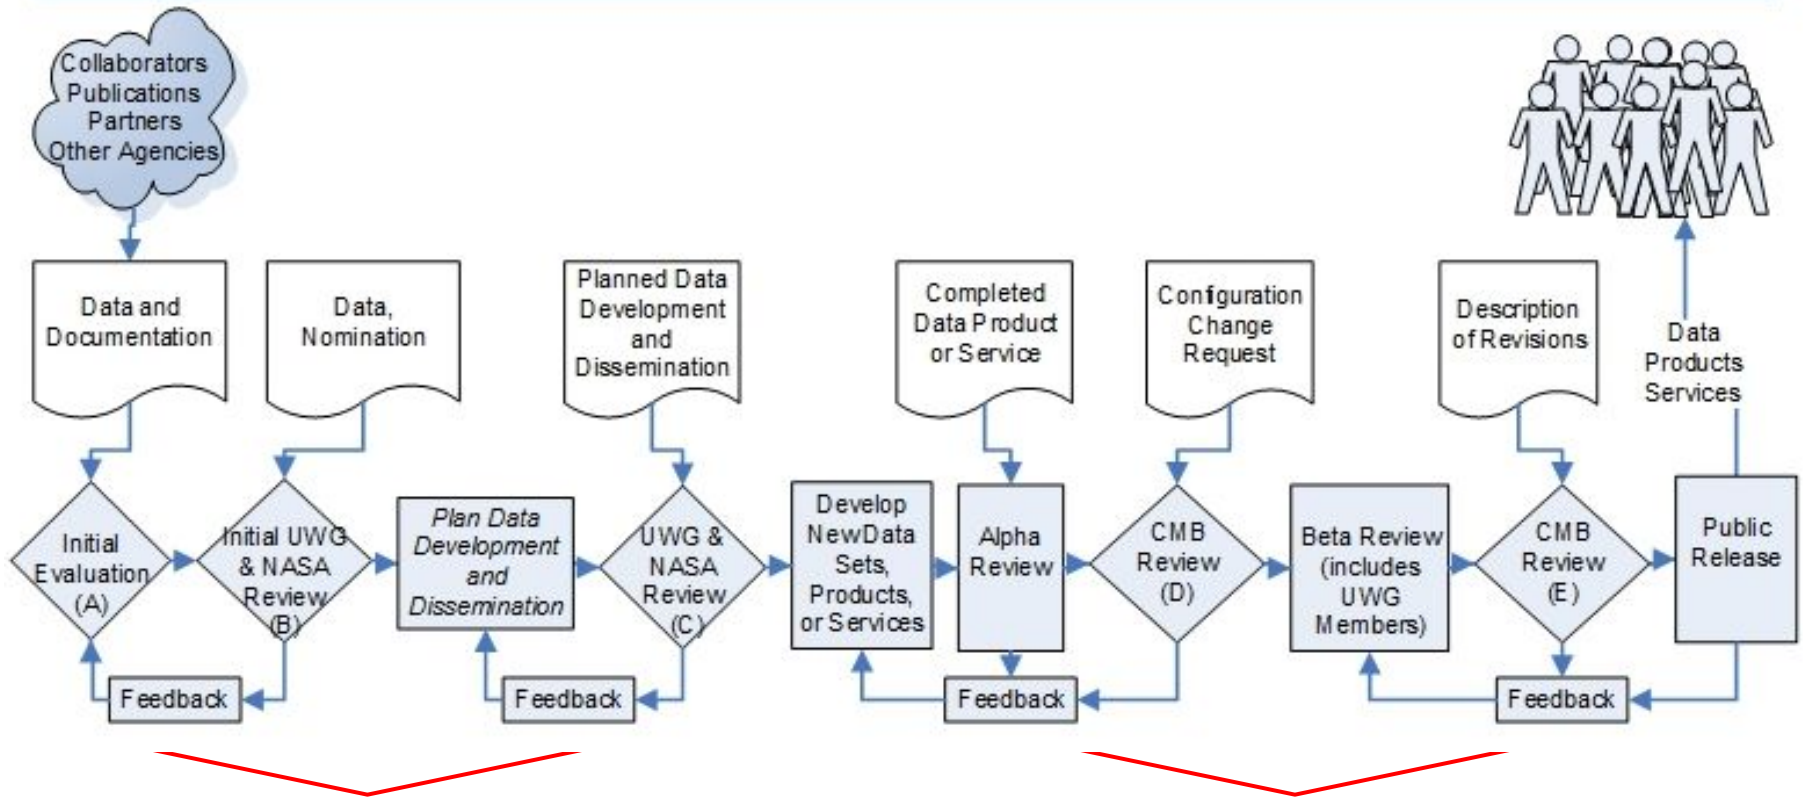 Collaborators
Publications
Partners
Other Agencies
Data and
Documentation
Data,
Nomination
Planned Data
Development
and
Dissemination
Completed
Data Product
or Service
Configuration
Change
Request
Description
of Revisions
Data
Products
Services
Initial
Evaluation
(A)
Initial UWG
& NASA
Review
(B)
Plan Data
Development
and
Dissemination
UWG &
NASA
Review
(C)
Develop
New Data
Sets,
Products,
or Services
Alpha
Review
CMB
Review
(D)
Beta Review
(includes
UWG
Members)
CMB
Review
(E)
Public
Release
Feedback
Feedback
Feedback
Feedback